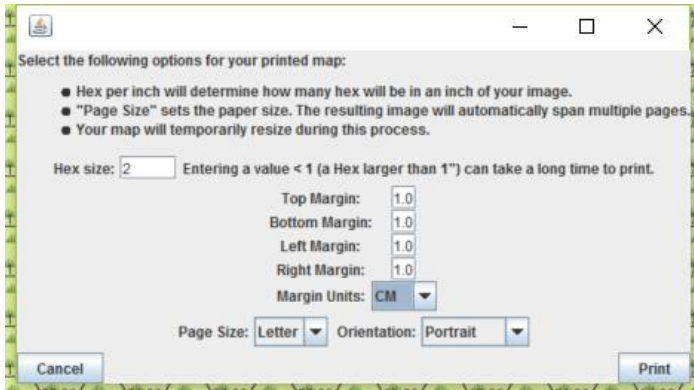 Select the following options for your printed map:
● Hex per inch will determine how many hex will be in an inch of your image.
● "Page Size" sets the paper size. The resulting image will automatically span multiple pages.
● Your map will temporarily resize during this process.
Hex size: 2 Entering a value < 1 (a Hex larger than 1") can take a long time to print.
Top Margin: 1.0
Bottom Margin: 1.0
Left Margin: 1.0
Right Margin: 1.0
Margin Units: CM
Page Size: Letter Orientation: Portrait
Cancel Print